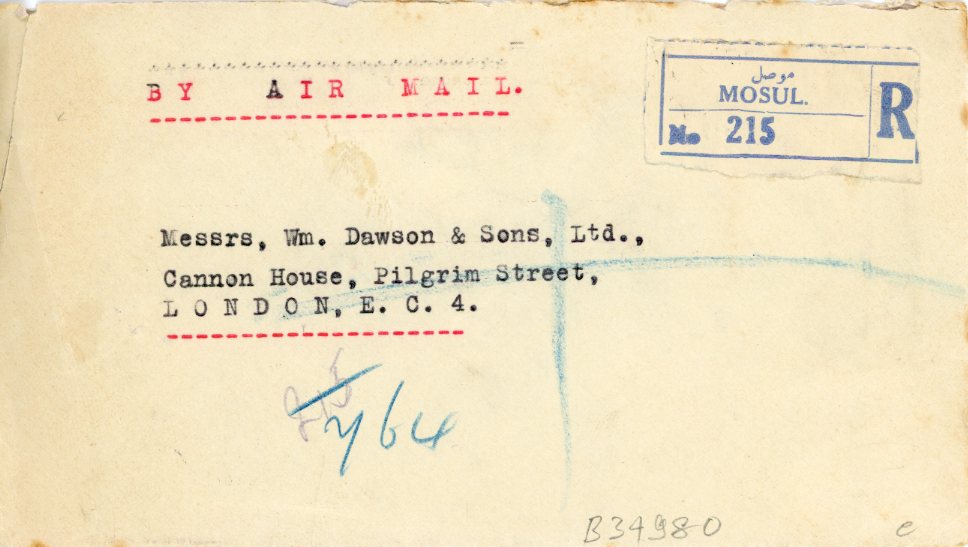 BY AIR MAIL.
موصل
MOSUL.
No. 215
R
Messrs, Wm. Dawson & Sons, Ltd.,
Cannon House, Pilgrim Street,
LONDON, E. C. 4.
215
764
B34980
e